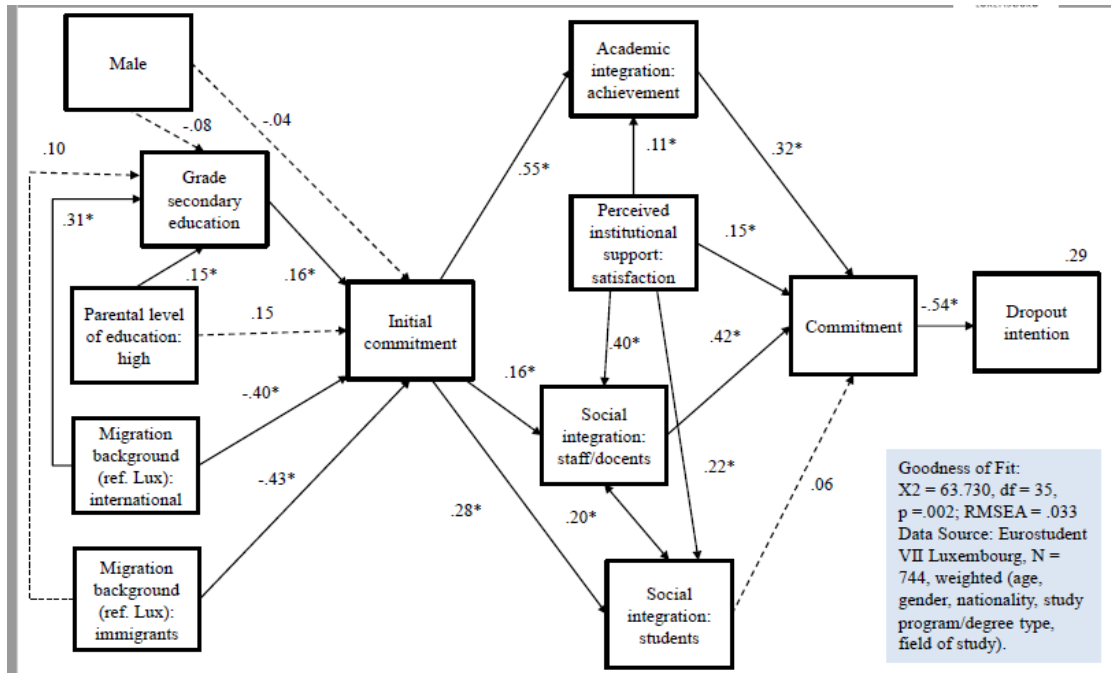 Male
-.08
-.04
.10
Grade
secondary
education
.31*
.15*
.16*
Parental level
of education:
high
.15
Initial
commitment
Migration
background
(ref. Lux):
international
-.40*
-.43*
Migration
background
(ref. Lux):
immigrants
Academic
integration:
achievement
.55*
.11*
.32*
Perceived
institutional
support:
satisfaction
.15*
.40*
.42*
.16*
Social
integration:
staff/docents
.22*
.28*
.20*
.06
Social
integration:
students
Commitment
-.54*
.29
Dropout
intention
Goodness of Fit:
X2 = 63.730, df = 35,
p =.002; RMSEA = .033
Data Source: Eurostudent
VII Luxembourg, N =
744, weighted (age,
gender, nationality, study
program/degree type,
field of study).